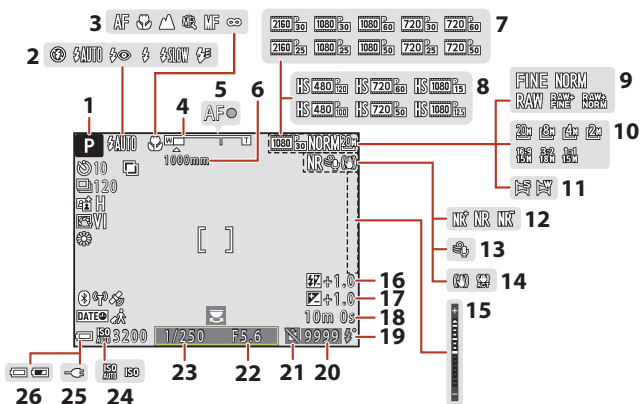 3 AF MF ∞
2 AUTO SLOW E
7 2160 30 1080 30 1080 60 720 30 720 60
2160 25 1080 25 1080 50 720 25 720 50
8 HS 480 120 HS 720 60 HS 1080 15
HS 480 100 HS 720 50 HS 1080 12.5
9 FINE NORM
RAW RAW+ FINE RAW+ NORM
10 20M 8M 4M 2M
16:9 15M 3:2 18M 1:1 15M
11
1 4 5 6
AF
P AUTO W T
1000mm
1080 30 NORM 20M
NR
10
120
H
VI
12 NR+ NR NR-
13
14
15 + -
16 +1.0
17 +1.0
18 10m 0s
DATE
ISO AUTO 3200 1/250 F5.6 9999
19
20
21
22
23
24 ISO AUTO ISO
25
26